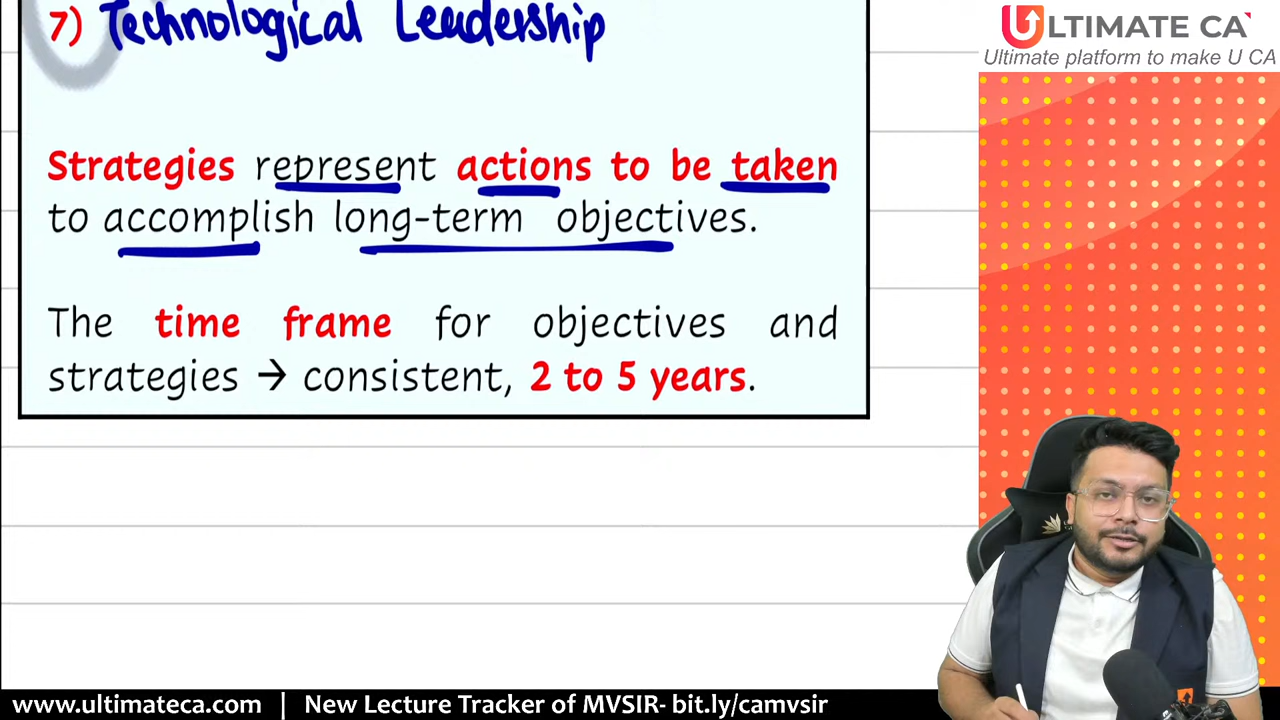 7) Technological Leadership
ULTIMATE CA
Ultimate platform to make U CA
Strategies represent actions to be taken
to accomplish long-term objectives.
The time frame for objectives and
strategies → consistent, 2 to 5 years.
www.ultimateca.com | New Lecture Tracker of MVSIR- bit.ly/camvsir